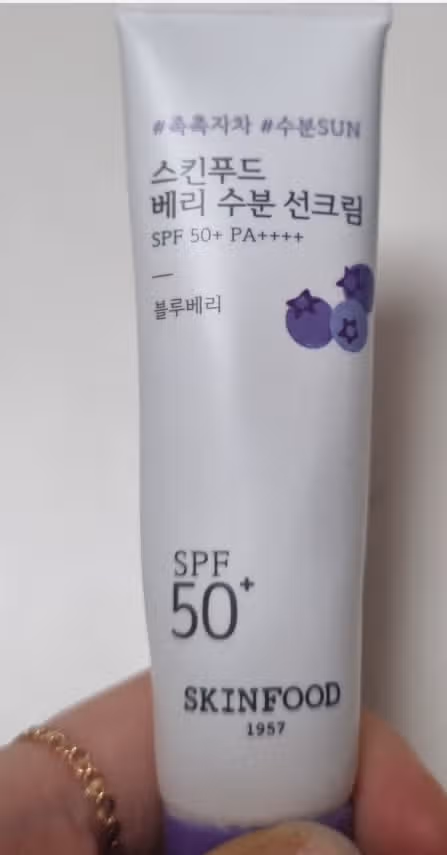 #촉촉자차 #수분SUN
스킨푸드
베리 수분 선크림
SPF 50+ PA++++
블루베리
SPF
50+
SKINFOOD
1957